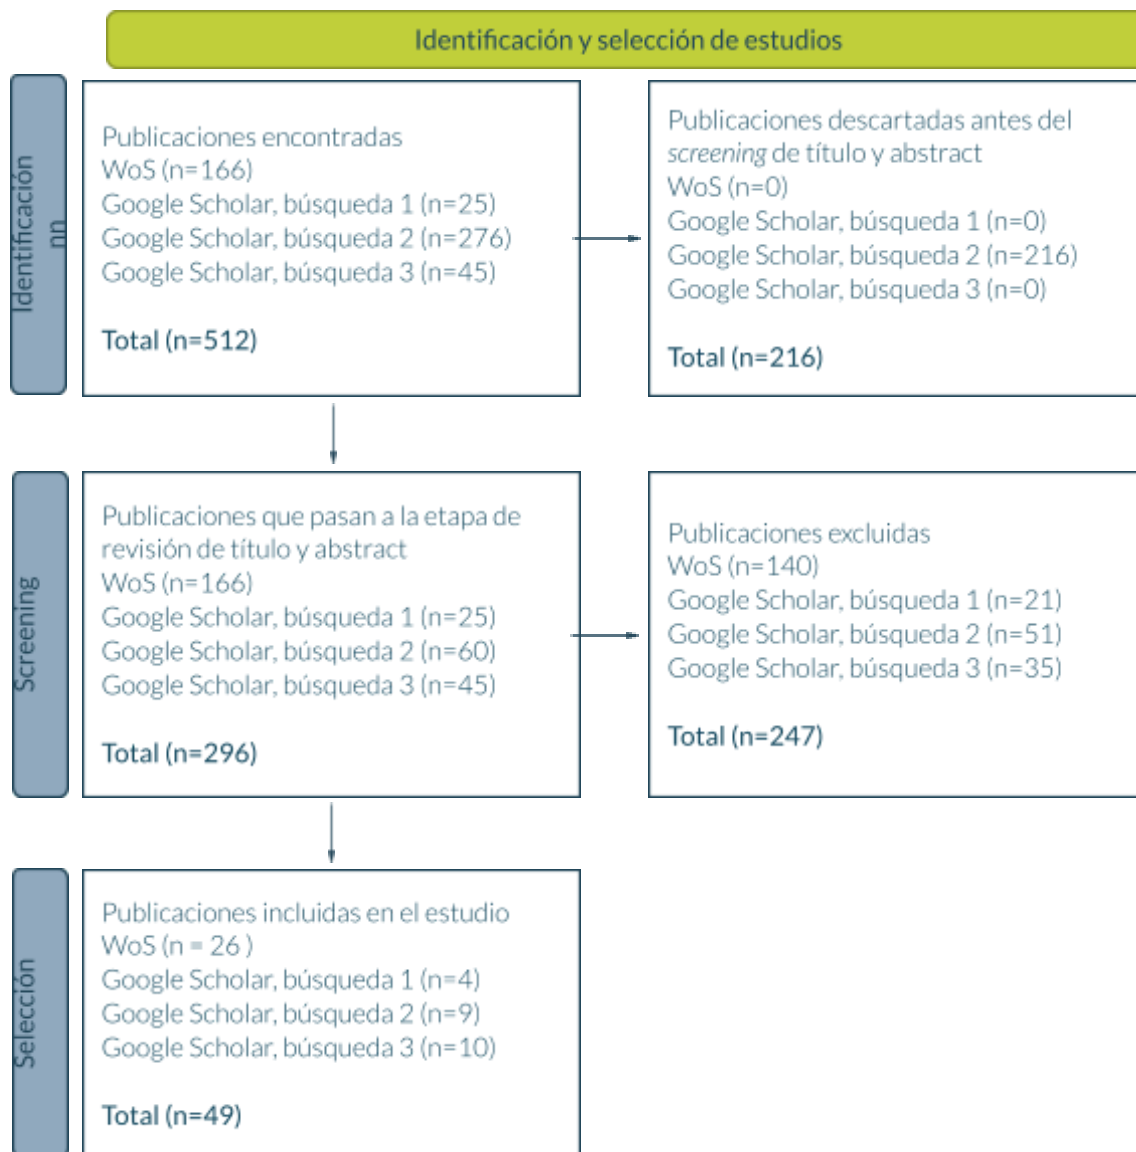 Identificación y selección de estudios
Identificación
nn
Publicaciones encontradas
WoS (n=166)
Google Scholar, búsqueda 1 (n=25)
Google Scholar, búsqueda 2 (n=276)
Google Scholar, búsqueda 3 (n=45)
Total (n=512)
Publicaciones descartadas antes del
screening de título y abstract
WoS (n=0)
Google Scholar, búsqueda 1 (n=0)
Google Scholar, búsqueda 2 (n=216)
Google Scholar, búsqueda 3 (n=0)
Total (n=216)
Screening
Publicaciones que pasan a la etapa de
revisión de título y abstract
WoS (n=166)
Google Scholar, búsqueda 1 (n=25)
Google Scholar, búsqueda 2 (n=60)
Google Scholar, búsqueda 3 (n=45)
Total (n=296)
Publicaciones excluidas
WoS (n=140)
Google Scholar, búsqueda 1 (n=21)
Google Scholar, búsqueda 2 (n=51)
Google Scholar, búsqueda 3 (n=35)
Total (n=247)
Selección
Publicaciones incluidas en el estudio
WoS (n = 26 )
Google Scholar, búsqueda 1 (n=4)
Google Scholar, búsqueda 2 (n=9)
Google Scholar, búsqueda 3 (n=10)
Total (n=49)